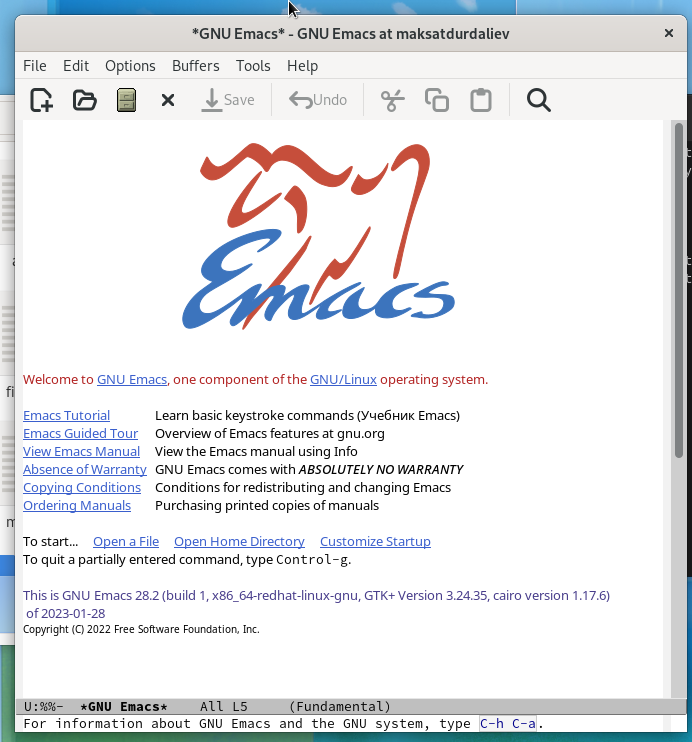 *GNU Emacs* - GNU Emacs at maksatdurdaliev
File Edit Options Buffers Tools Help
Save Undo
Emacs
Welcome to GNU Emacs, one component of the GNU/Linux operating system.
Emacs Tutorial Learn basic keystroke commands (Учебник Emacs)
Emacs Guided Tour Overview of Emacs features at gnu.org
View Emacs Manual View the Emacs manual using Info
Absence of Warranty GNU Emacs comes with ABSOLUTELY NO WARRANTY
Copying Conditions Conditions for redistributing and changing Emacs
Ordering Manuals Purchasing printed copies of manuals
To start... Open a File Open Home Directory Customize Startup
To quit a partially entered command, type Control-g.
This is GNU Emacs 28.2 (build 1, x86_64-redhat-linux-gnu, GTK+ Version 3.24.35, cairo version 1.17.6)
of 2023-01-28
Copyright (C) 2022 Free Software Foundation, Inc.
U:%%- *GNU Emacs* All L5 (Fundamental)
For information about GNU Emacs and the GNU system, type C-h C-a.